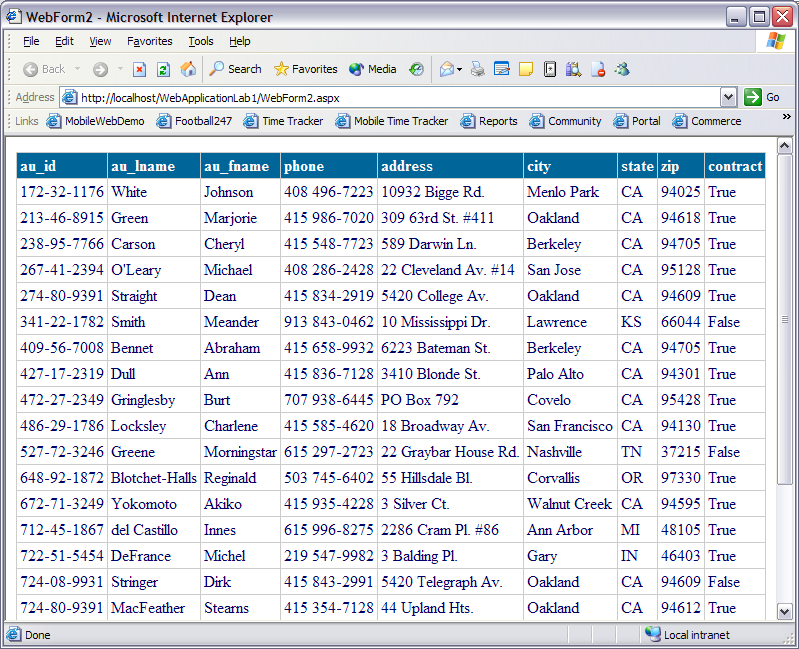 WebForm2 - Microsoft Internet Explorer
File Edit View Favorites Tools Help
Back Search Favorites Media
Address http://localhost/WebApplicationLab1/WebForm2.aspx Go
Links MobileWebDemo Football247 Time Tracker Mobile Time Tracker Reports Community Portal Commerce »
au_id au_lname au_fname phone address city state zip contract
172-32-1176 White Johnson 408 496-7223 10932 Bigge Rd. Menlo Park CA 94025 True
213-46-8915 Green Marjorie 415 986-7020 309 63rd St. #411 Oakland CA 94618 True
238-95-7766 Carson Cheryl 415 548-7723 589 Darwin Ln. Berkeley CA 94705 True
267-41-2394 O'Leary Michael 408 286-2428 22 Cleveland Av. #14 San Jose CA 95128 True
274-80-9391 Straight Dean 415 834-2919 5420 College Av. Oakland CA 94609 True
341-22-1782 Smith Meander 913 843-0462 10 Mississippi Dr. Lawrence KS 66044 False
409-56-7008 Bennet Abraham 415 658-9932 6223 Bateman St. Berkeley CA 94705 True
427-17-2319 Dull Ann 415 836-7128 3410 Blonde St. Palo Alto CA 94301 True
472-27-2349 Gringlesby Burt 707 938-6445 PO Box 792 Covelo CA 95428 True
486-29-1786 Locksley Charlene 415 585-4620 18 Broadway Av. San Francisco CA 94130 True
527-72-3246 Greene Morningstar 615 297-2723 22 Graybar House Rd. Nashville TN 37215 False
648-92-1872 Blotchet-Halls Reginald 503 745-6402 55 Hillsdale Bl. Corvallis OR 97330 True
672-71-3249 Yokomoto Akiko 415 935-4228 3 Silver Ct. Walnut Creek CA 94595 True
712-45-1867 del Castillo Innes 615 996-8275 2286 Cram Pl. #86 Ann Arbor MI 48105 True
722-51-5454 DeFrance Michel 219 547-9982 3 Balding Pl. Gary IN 46403 True
724-08-9931 Stringer Dirk 415 843-2991 5420 Telegraph Av. Oakland CA 94609 False
724-80-9391 MacFeather Stearns 415 354-7128 44 Upland Hts. Oakland CA 94612 True
Done Local intranet